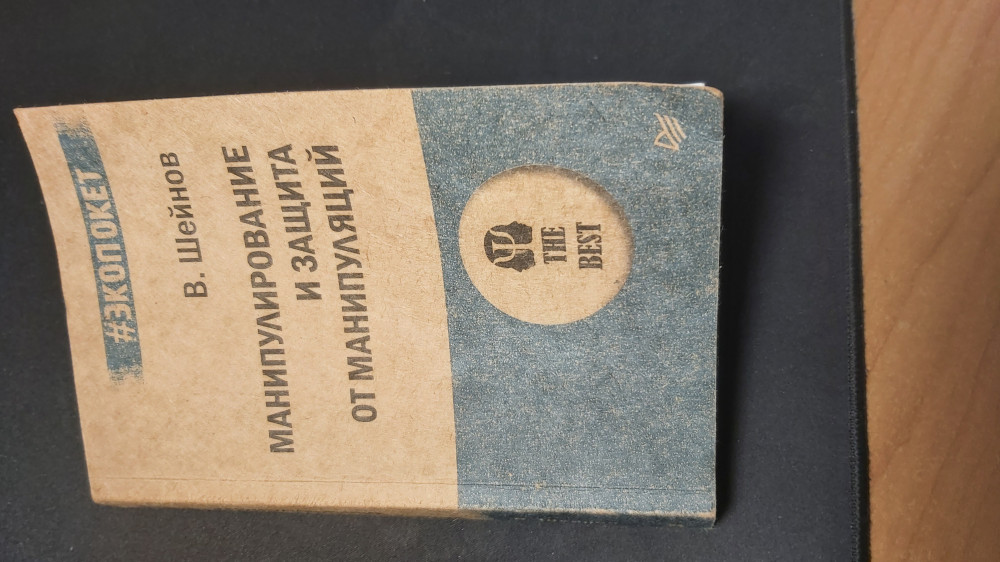 #ЭКОПОКЕТ
В. Шейнов
МАНИПУЛИРОВАНИЕ
И ЗАЩИТА
ОТ МАНИПУЛЯЦИЙ
Ψ
THE
BEST